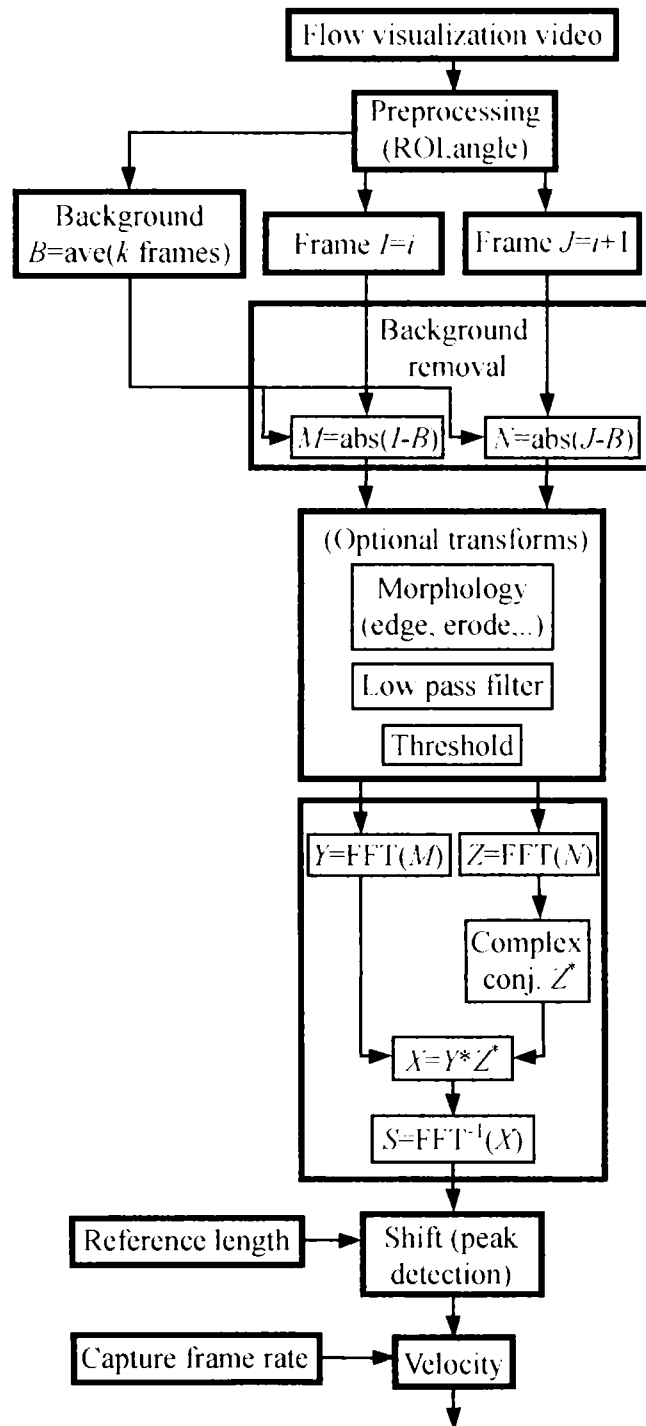 Flow visualization video
Preprocessing
(ROI,angle)
Background
B=ave(k frames)
Frame I=i
Frame J=i+1
Background
removal
M=abs(I-B)
N=abs(J-B)
(Optional transforms)
Morphology
(edge, erode,..)
Low pass filter
Threshold
Y=FFT(M)
Z=FFT(N)
Complex
conj. Z*
X=Y*Z*
S=FFT⁻¹(X)
Reference length
Shift (peak
detection)
Capture frame rate
Velocity